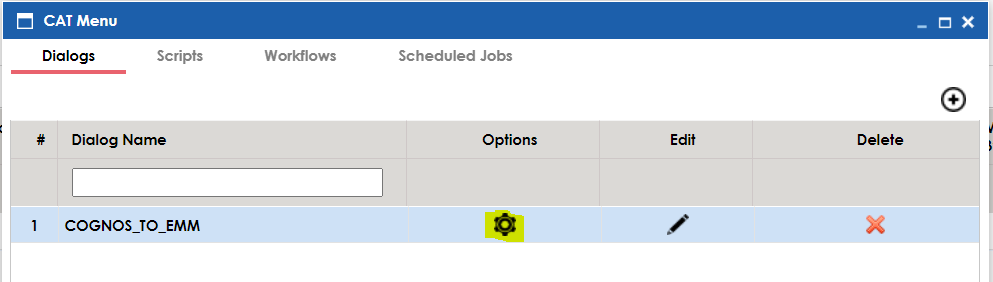 CAT Menu
Dialogs Scripts Workflows Scheduled Jobs
# Dialog Name Options Edit Delete
1 COGNOS_TO_EMM